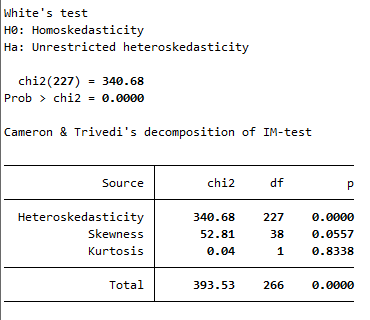 White's test
H0: Homoskedasticity
Ha: Unrestricted heteroskedasticity
chi2(227) = 340.68
Prob > chi2 = 0.0000
Cameron & Trivedi's decomposition of IM-test
Source chi2 df p
Heteroskedasticity 340.68 227 0.0000
Skewness 52.81 38 0.0557
Kurtosis 0.04 1 0.8338
Total 393.53 266 0.0000